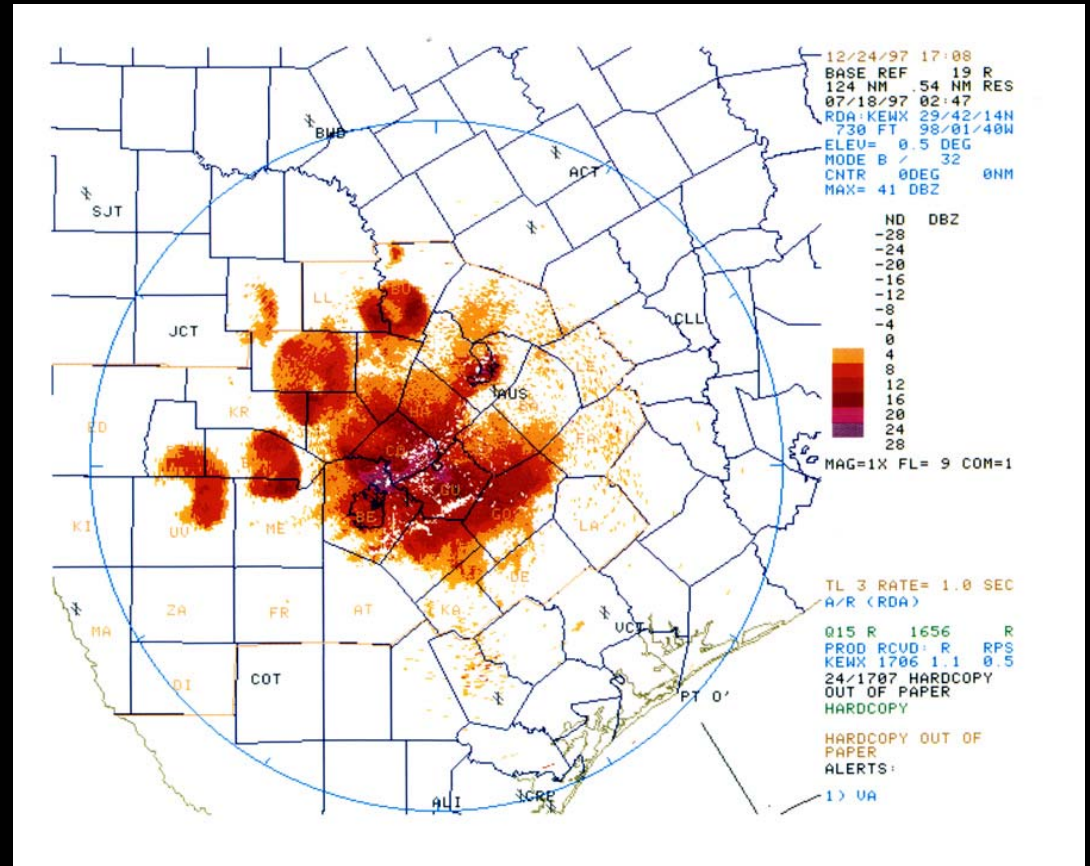 12/24/97 17:08
BASE REF 19 R
124 NM .54 NM RES
07/18/97 02:47
RDA:KEWX 29/42/14N
730 FT 98/01/40W
ELEV= 0.5 DEG
MODE B / 32
CNTR 0DEG 0NM
MAX= 41 DBZ
ND DBZ
-28
-24
-20
-16
-12
-8
-4
0
4
8
12
16
20
24
28
MAG=1X FL= 9 COM=1
TL 3 RATE= 1.0 SEC
A/R (RDA)
Q15 R 1656 R
PROD RCVD: R RPS
KEWX 1706 1.1 0.5
24/1707 HARDCOPY
OUT OF PAPER
HARDCOPY
HARDCOPY OUT OF
PAPER
ALERTS:
1) VA
BWD
ACT
SJT
BU
LL
CLL
JCT
LE
AUS
KR
ED
FA
CO
GU
BE
GO
KI
UV
ME
LA
DE
ZA
FR
AT
KA
MA
VCT
DI
COT
PT O'
ALI
CRP